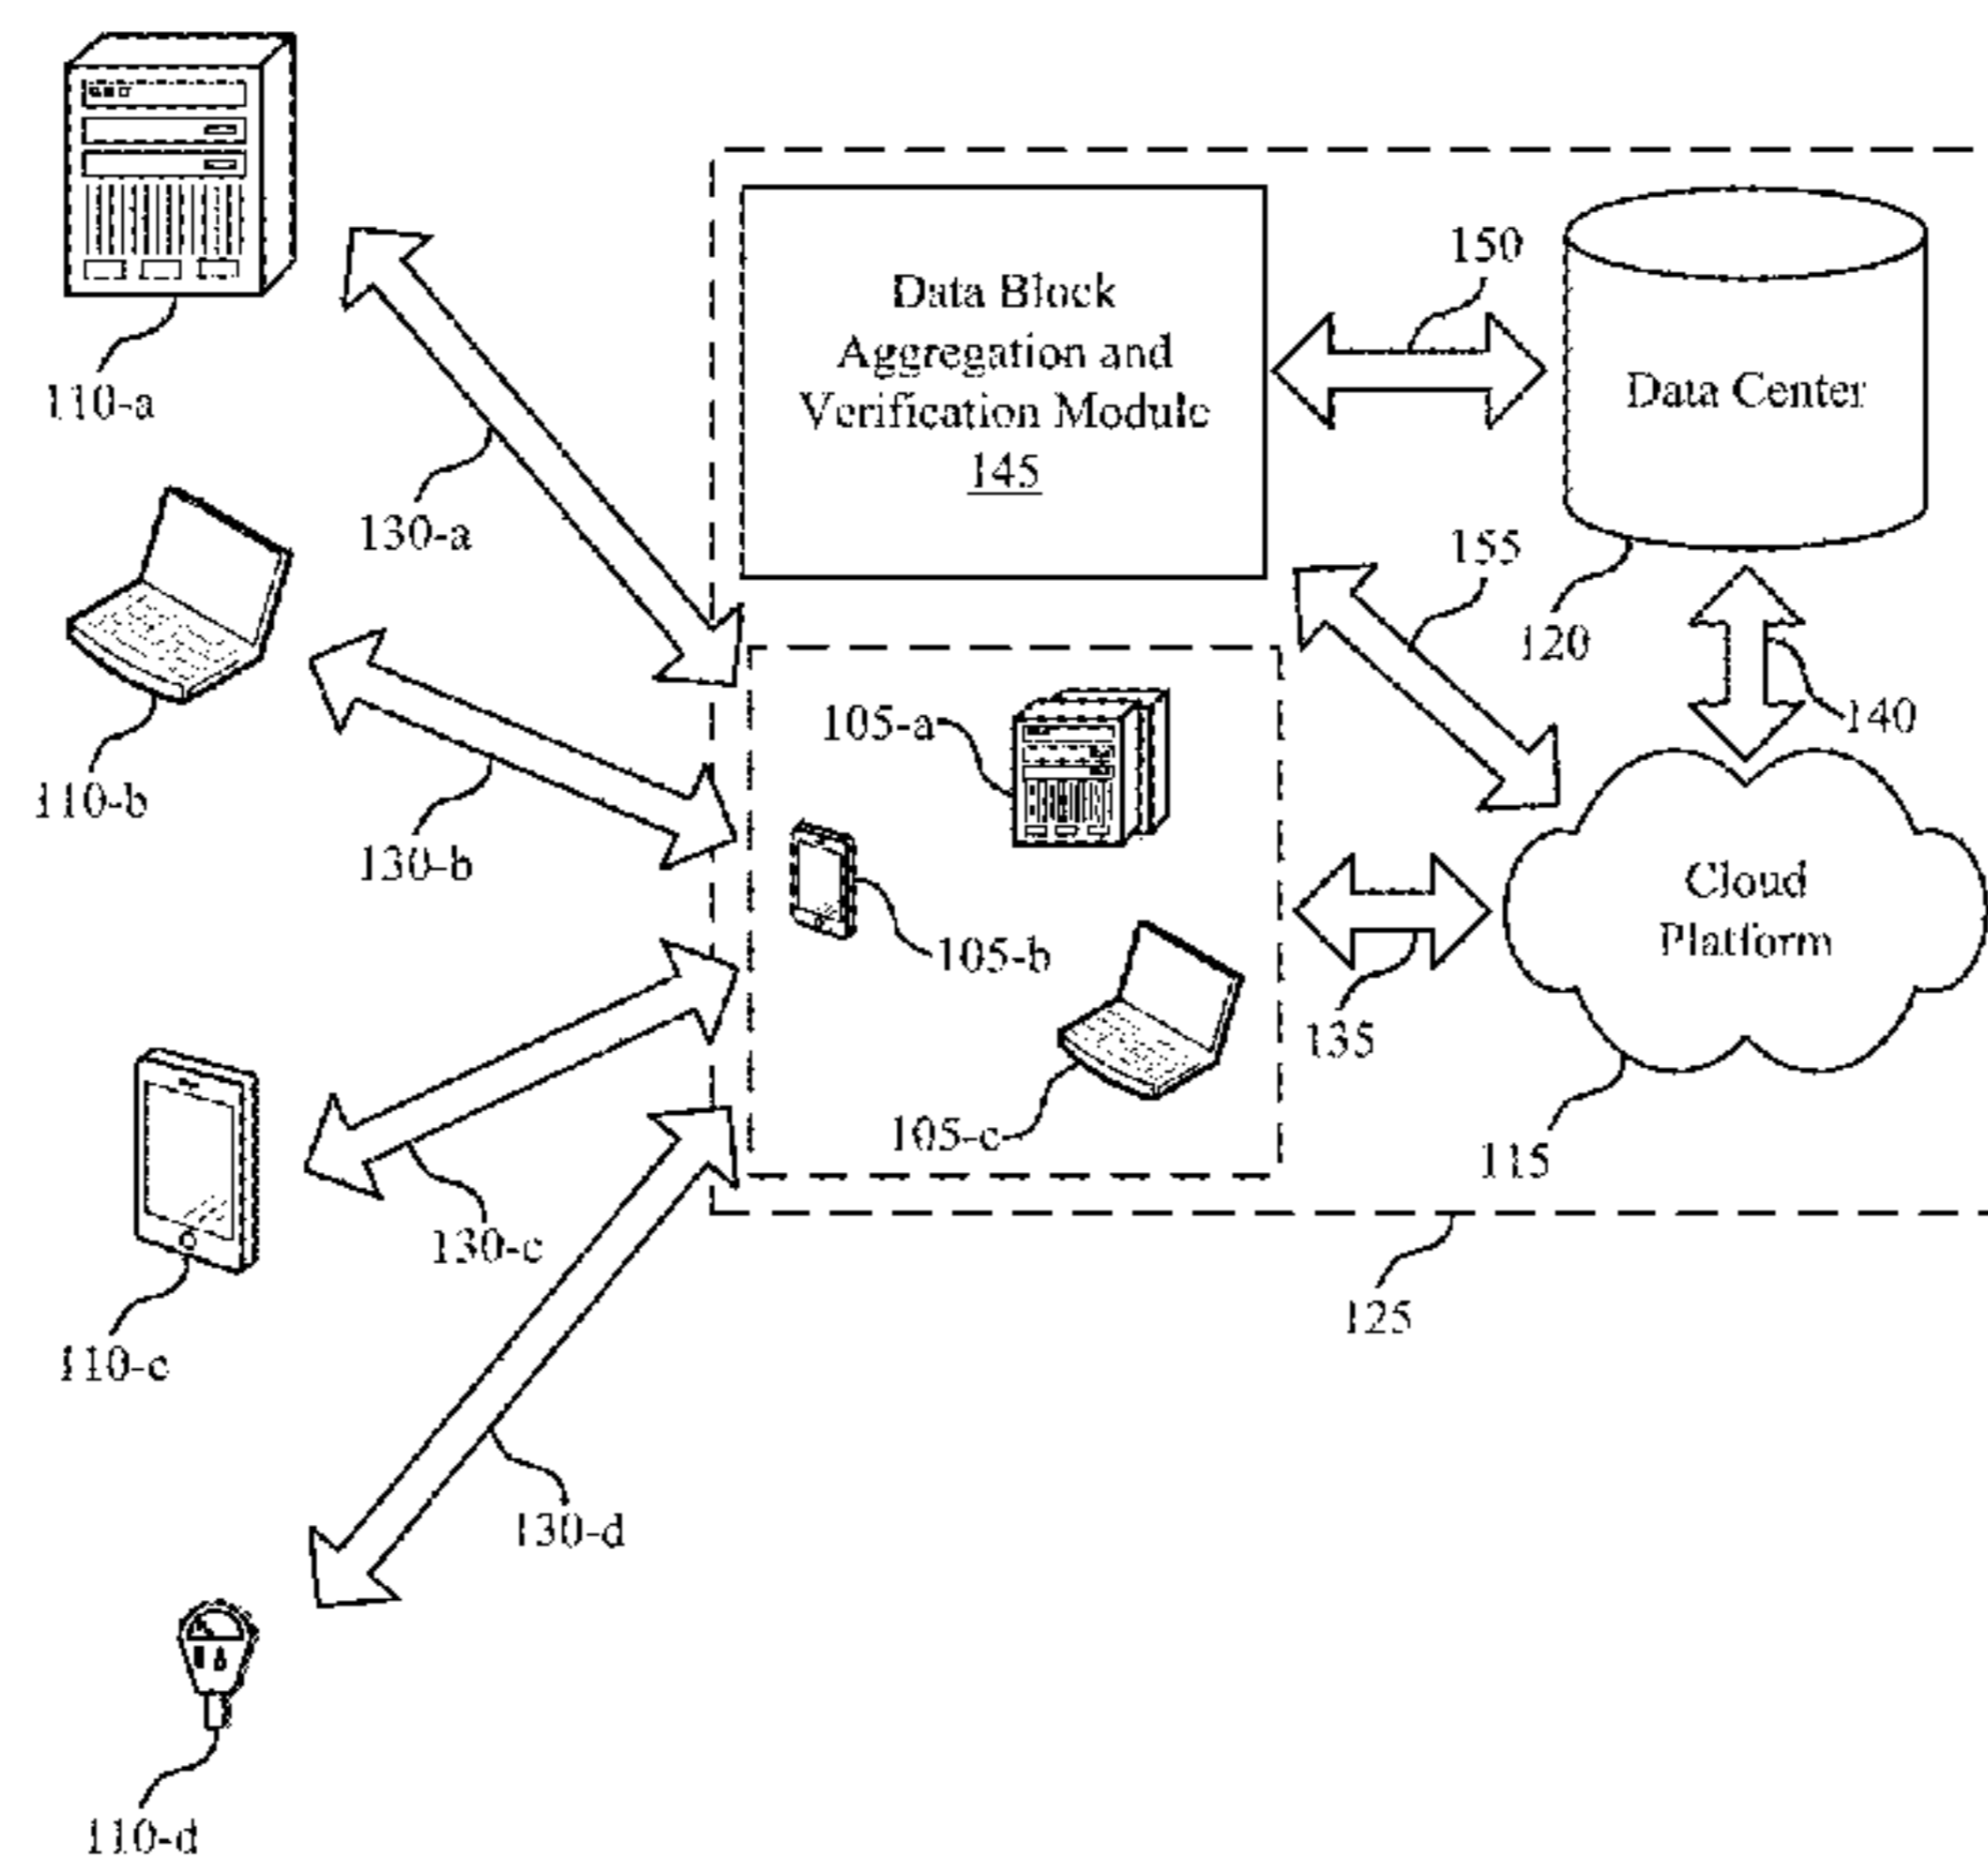 110-a
130-a
110-b
130-b
110-c
130-c
110-d
130-d
Data Block
Aggregation and
Verification Module
145
150
Data Center
155
120
140
105-a
105-b
105-c
135
Cloud
Platform
115
125